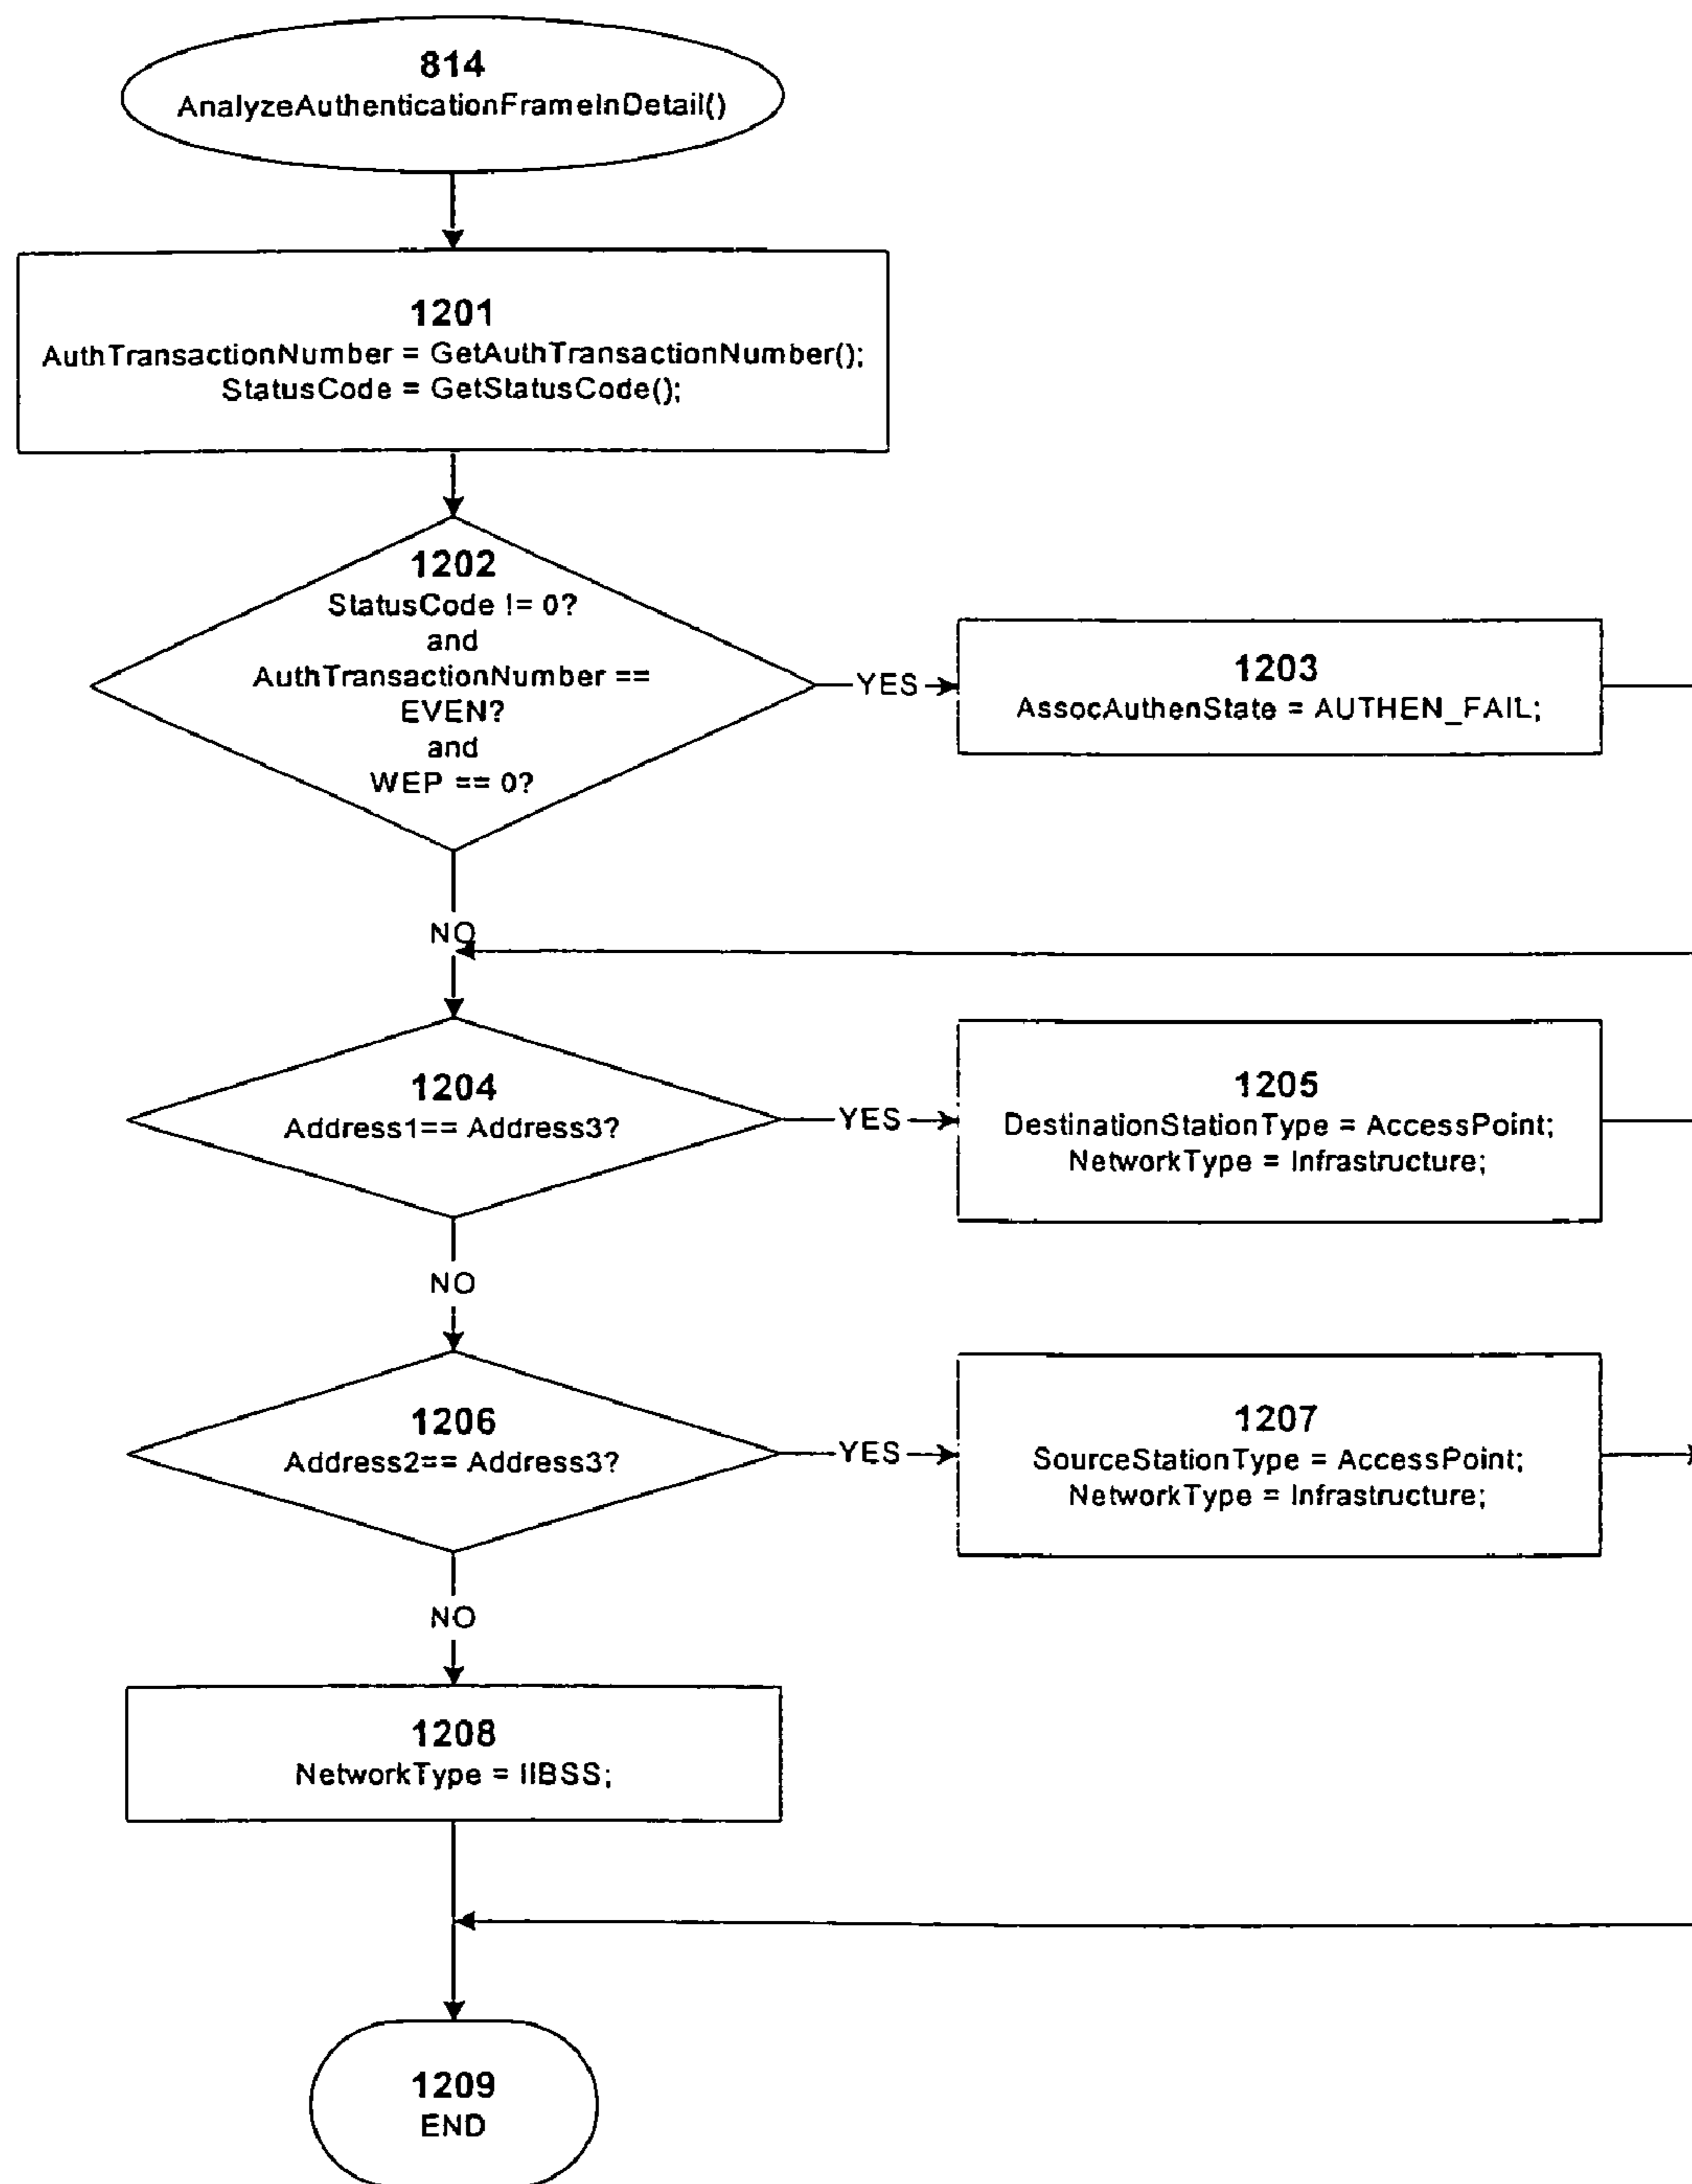 814
AnalyzeAuthenticationFrameInDetail()
1201
AuthTransactionNumber = GetAuthTransactionNumber();
StatusCode = GetStatusCode();
1202
StatusCode != 0?
and
AuthTransactionNumber ==
EVEN?
and
WEP == 0?
YES
1203
AssocAuthenState = AUTHEN_FAIL;
NO
1204
Address1== Address3?
YES
1205
DestinationStationType = AccessPoint;
NetworkType = Infrastructure;
NO
1206
Address2== Address3?
YES
1207
SourceStationType = AccessPoint;
NetworkType = Infrastructure;
NO
1208
NetworkType = IIBSS;
1209
END